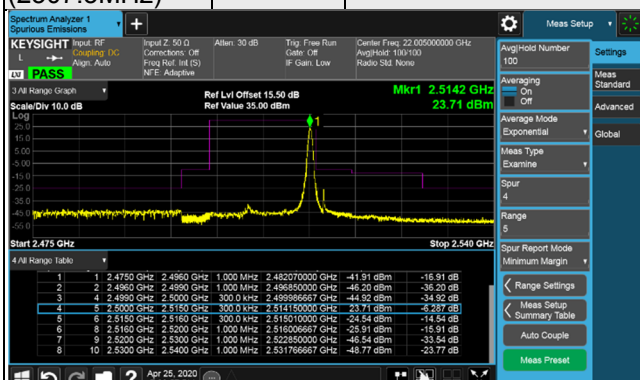 (2507.5MHz)
Spectrum Analyzer 1
Spurious Emissions
Meas Setup
KEYSIGHT
Input: RF
Coupling: DC
Align: Auto
Input Z: 50 Ω
Corrections: Off
Freq Ref: Int (S)
NFE: Adaptive
Atten: 30 dB
Trig: Free Run
Gate: Off
IF Gain: Low
Center Freq: 22.005000000 GHz
Avg|Hold: 100/100
Radio Std: None
L
LXI PASS
3 All Range Graph
Scale/Div 10.0 dB
Ref Lvl Offset 15.50 dB
Ref Value 35.00 dBm
Mkr1 2.5142 GHz
23.71 dBm
Log
25.0
15.0
5.00
-5.00
-15.0
-25.0
-35.0
-45.0
-55.0
1
Start 2.475 GHz
Stop 2.540 GHz
4 All Range Table
1 1 2.4750 GHz 2.4960 GHz 1.000 MHz 2.482070000 GHz -41.91 dBm -16.91 dB
2 2 2.4960 GHz 2.4990 GHz 1.000 MHz 2.496850000 GHz -46.20 dBm -36.20 dB
3 4 2.4990 GHz 2.5000 GHz 300.0 kHz 2.499986667 GHz -44.92 dBm -34.92 dB
4 5 2.5000 GHz 2.5150 GHz 300.0 kHz 2.514150000 GHz 23.71 dBm -6.287 dB
5 6 2.5150 GHz 2.5160 GHz 300.0 kHz 2.515010000 GHz -24.54 dBm -14.54 dB
6 8 2.5160 GHz 2.5200 GHz 1.000 MHz 2.516006667 GHz -25.91 dBm -15.91 dB
7 9 2.5200 GHz 2.5300 GHz 1.000 MHz 2.522850000 GHz -46.54 dBm -33.54 dB
8 10 2.5300 GHz 2.5400 GHz 1.000 MHz 2.531766667 GHz -48.77 dBm -23.77 dB
Apr 25, 2020
Avg|Hold Number
100
Averaging
On
Off
Average Mode
Exponential
Meas Type
Examine
Spur
4
Range
5
Spur Report Mode
Minimum Margin
Range Settings
Meas Setup
Summary Table
Auto Couple
Meas Preset
Settings
Meas
Standard
Advanced
Global